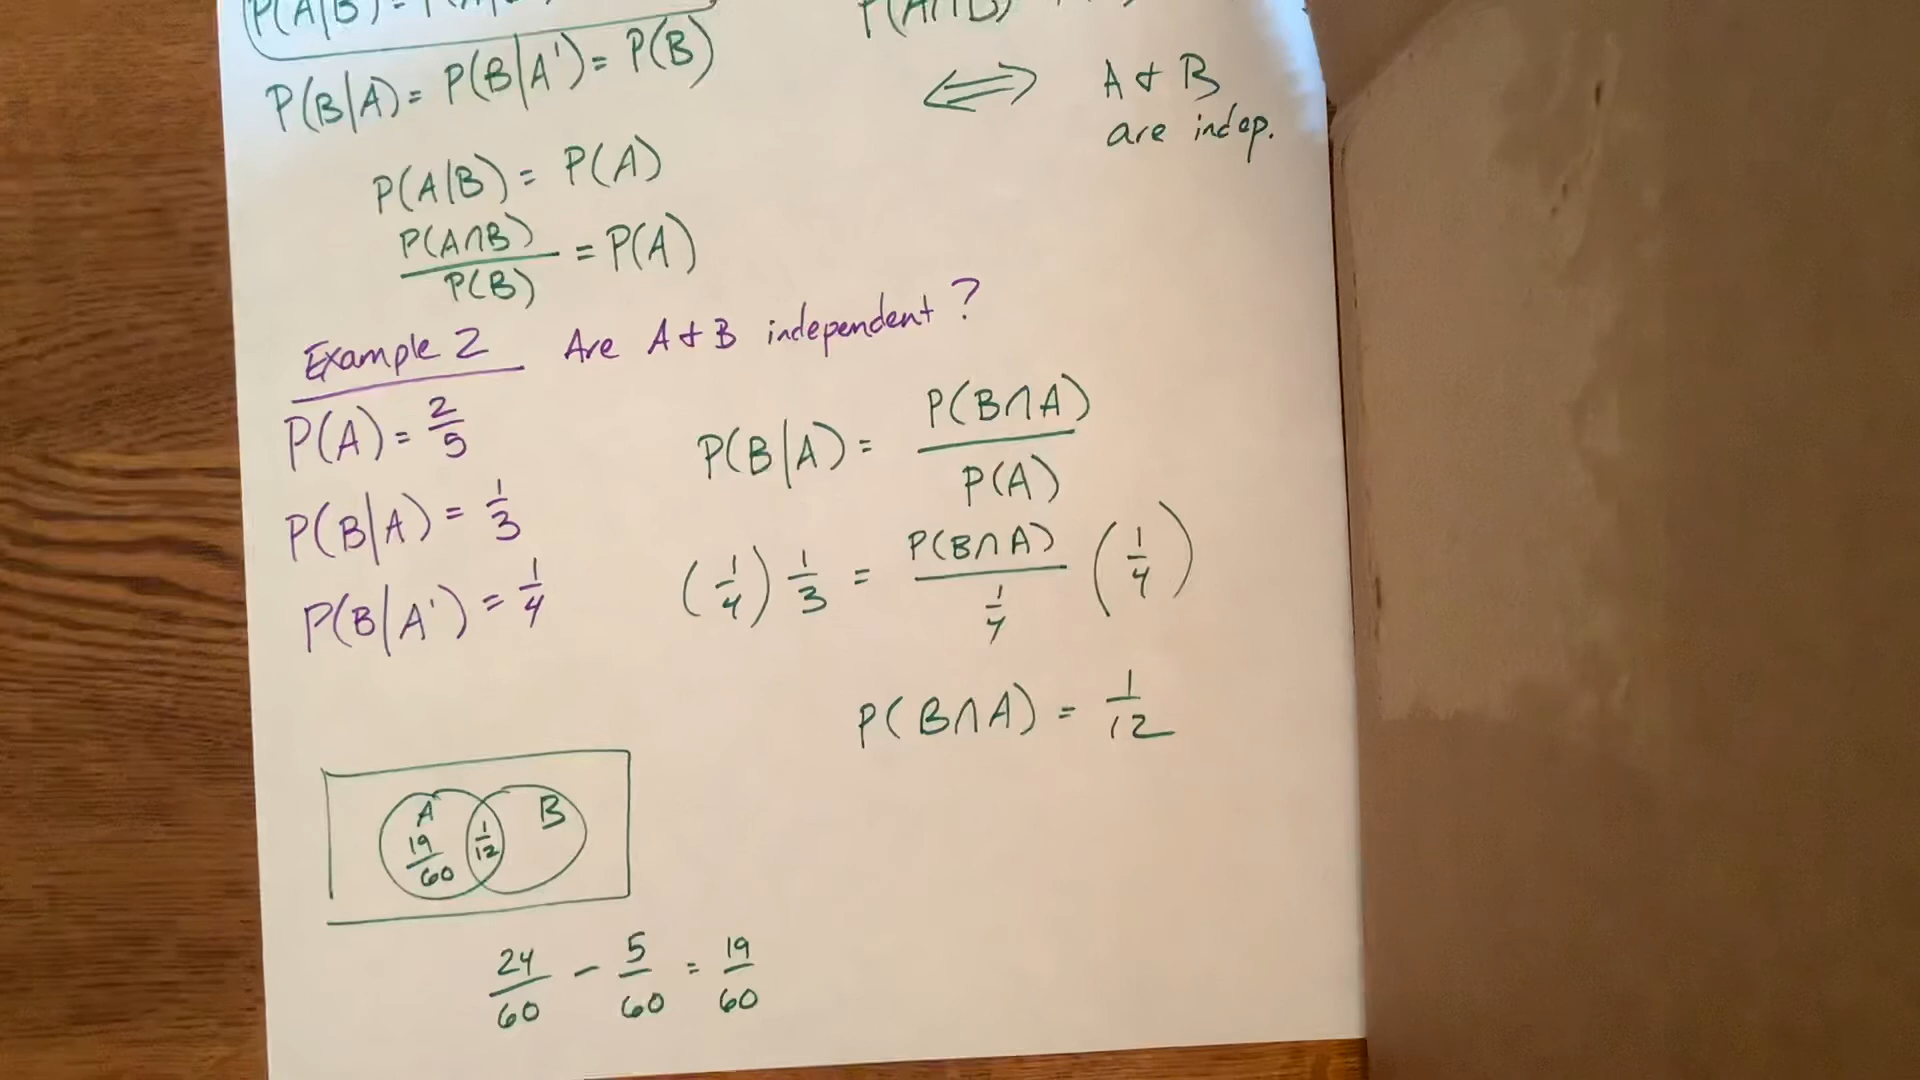 P(A|B) =
P(A∩B)
P(B|A) = P(B|A') = P(B)
⟺ A & B
are indep.
P(A|B) = P(A)
P(A∩B)
P(B)
= P(A)
Example 2 Are A & B independent?
P(A) = 2/5
P(B|A) = 1/3
P(B|A') = 1/4
P(B|A) = P(B∩A)
P(A)
(1/4) 1/3 = P(B∩A) (1/4)
1/4
P(B∩A) = 1/12
A B
19/60 1/12
24/60 - 5/60 = 19/60